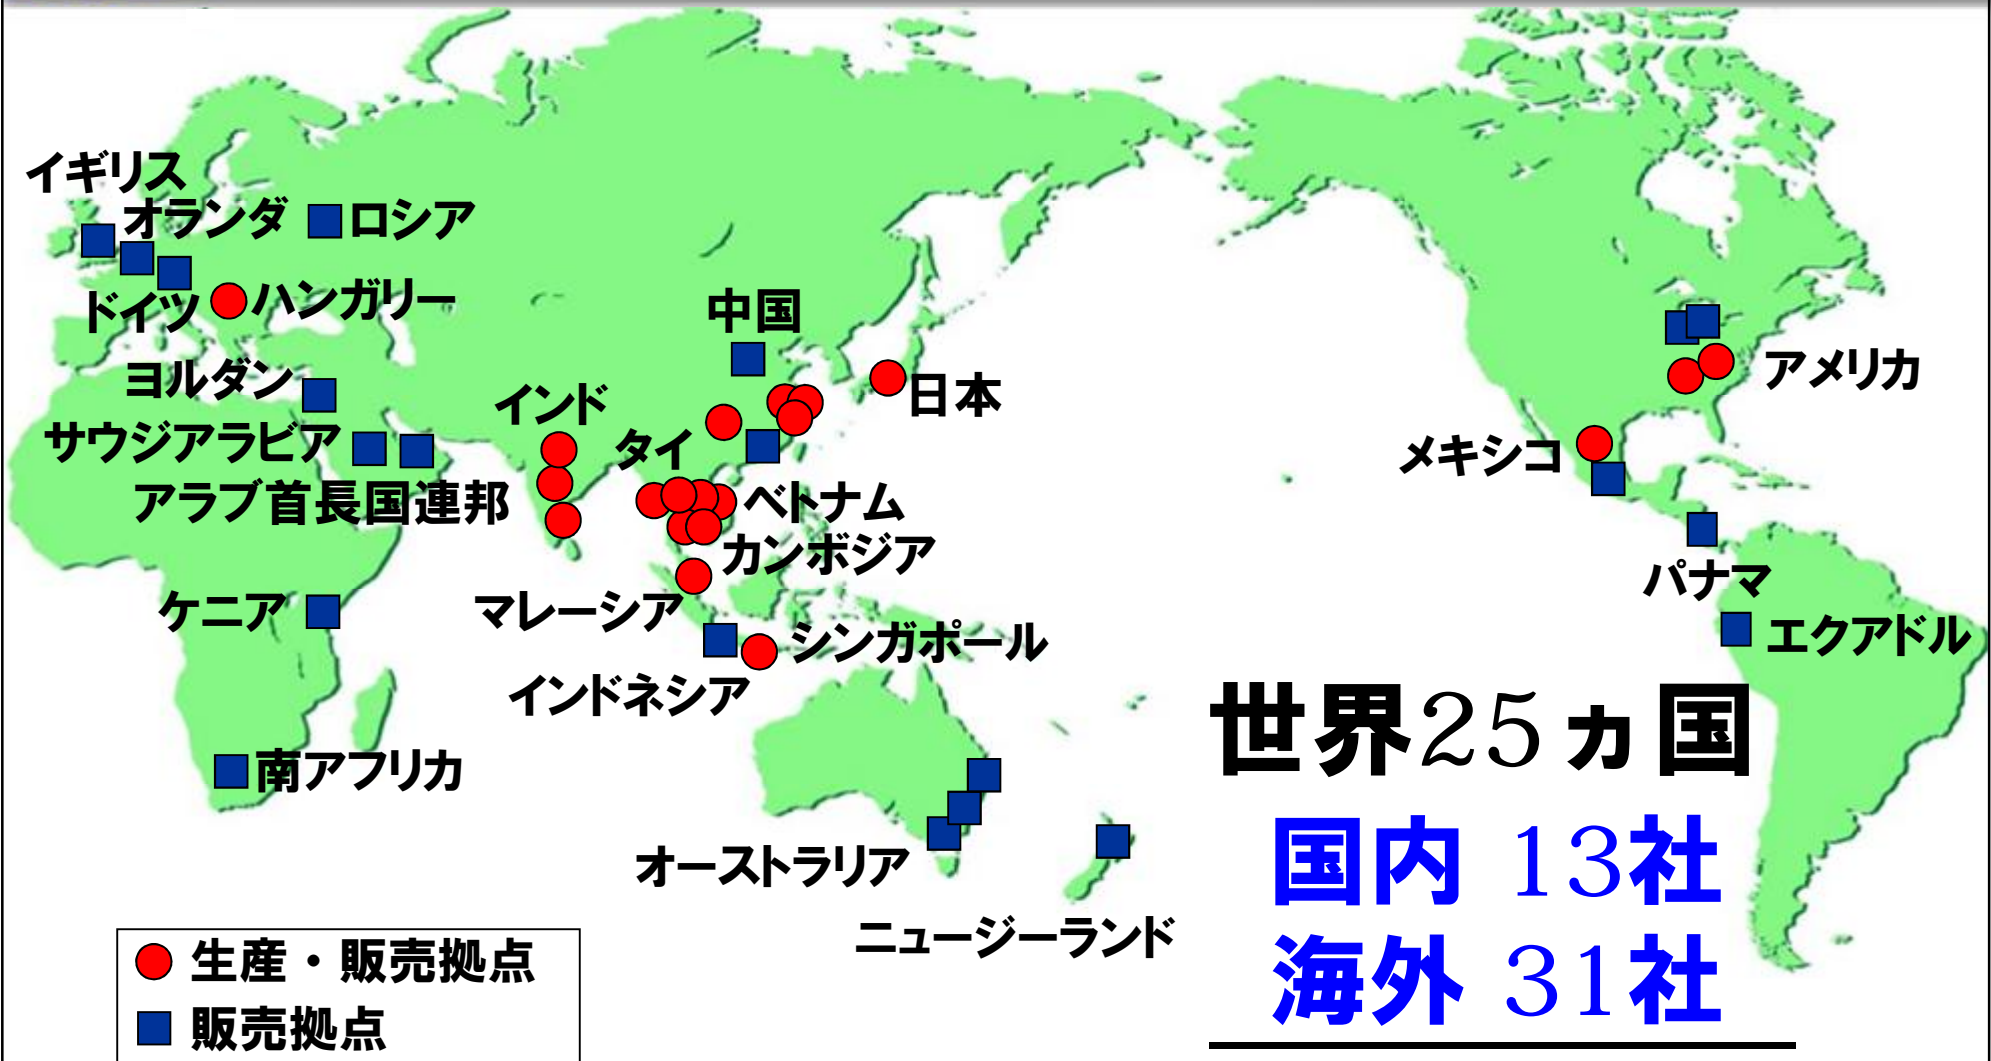 イギリス
オランダ
ロシア
ドイツ
ハンガリー
中国
ヨルダン
アメリカ
インド
日本
サウジアラビア
タイ
メキシコ
アラブ首長国連邦
ベトナム
カンボジア
パナマ
ケニア
マレーシア
シンガポール
エクアドル
インドネシア
世界25ヵ国
南アフリカ
国内 13社
オーストラリア
ニュージーランド
海外 31社
生産・販売拠点
販売拠点